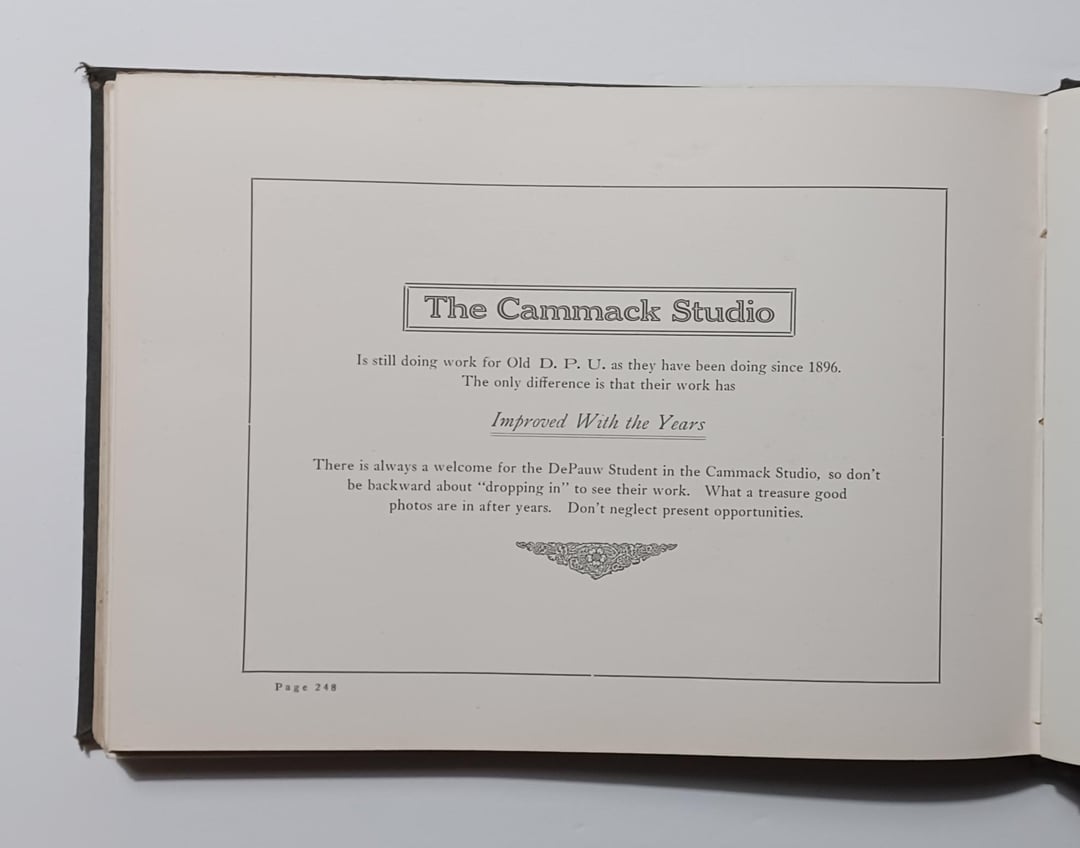 The Cammack Studio
Is still doing work for Old D. P. U. as they have been doing since 1896.
The only difference is that their work has
Improved With the Years
There is always a welcome for the DePauw Student in the Cammack Studio, so don't
be backward about “dropping in” to see their work. What a treasure good
photos are in after years. Don't neglect present opportunities.
Page 248